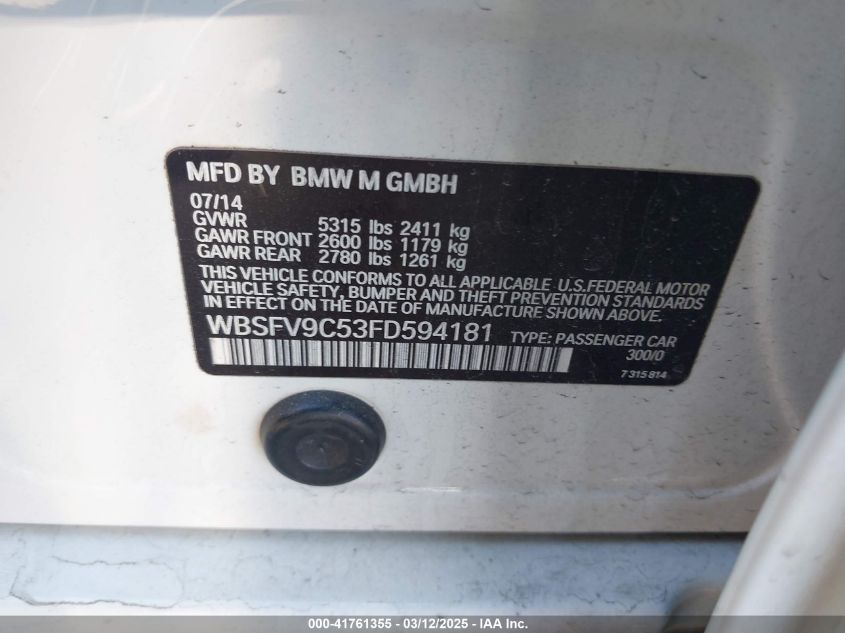 MFD BY BMW M GMBH
07/14
GVWR 5315 lbs 2411 kg
GAWR FRONT 2600 lbs 1179 kg
GAWR REAR 2780 lbs 1261 kg
THIS VEHICLE CONFORMS TO ALL APPLICABLE U.S.FEDERAL MOTOR
VEHICLE SAFETY, BUMPER AND THEFT PREVENTION STANDARDS
IN EFFECT ON THE DATE OF MANUFACTURE SHOWN ABOVE.
WBSFV9C53FD594181 TYPE: PASSENGER CAR
300/0
7 315 814
000-41761355 - 03/12/2025 - IAA Inc.